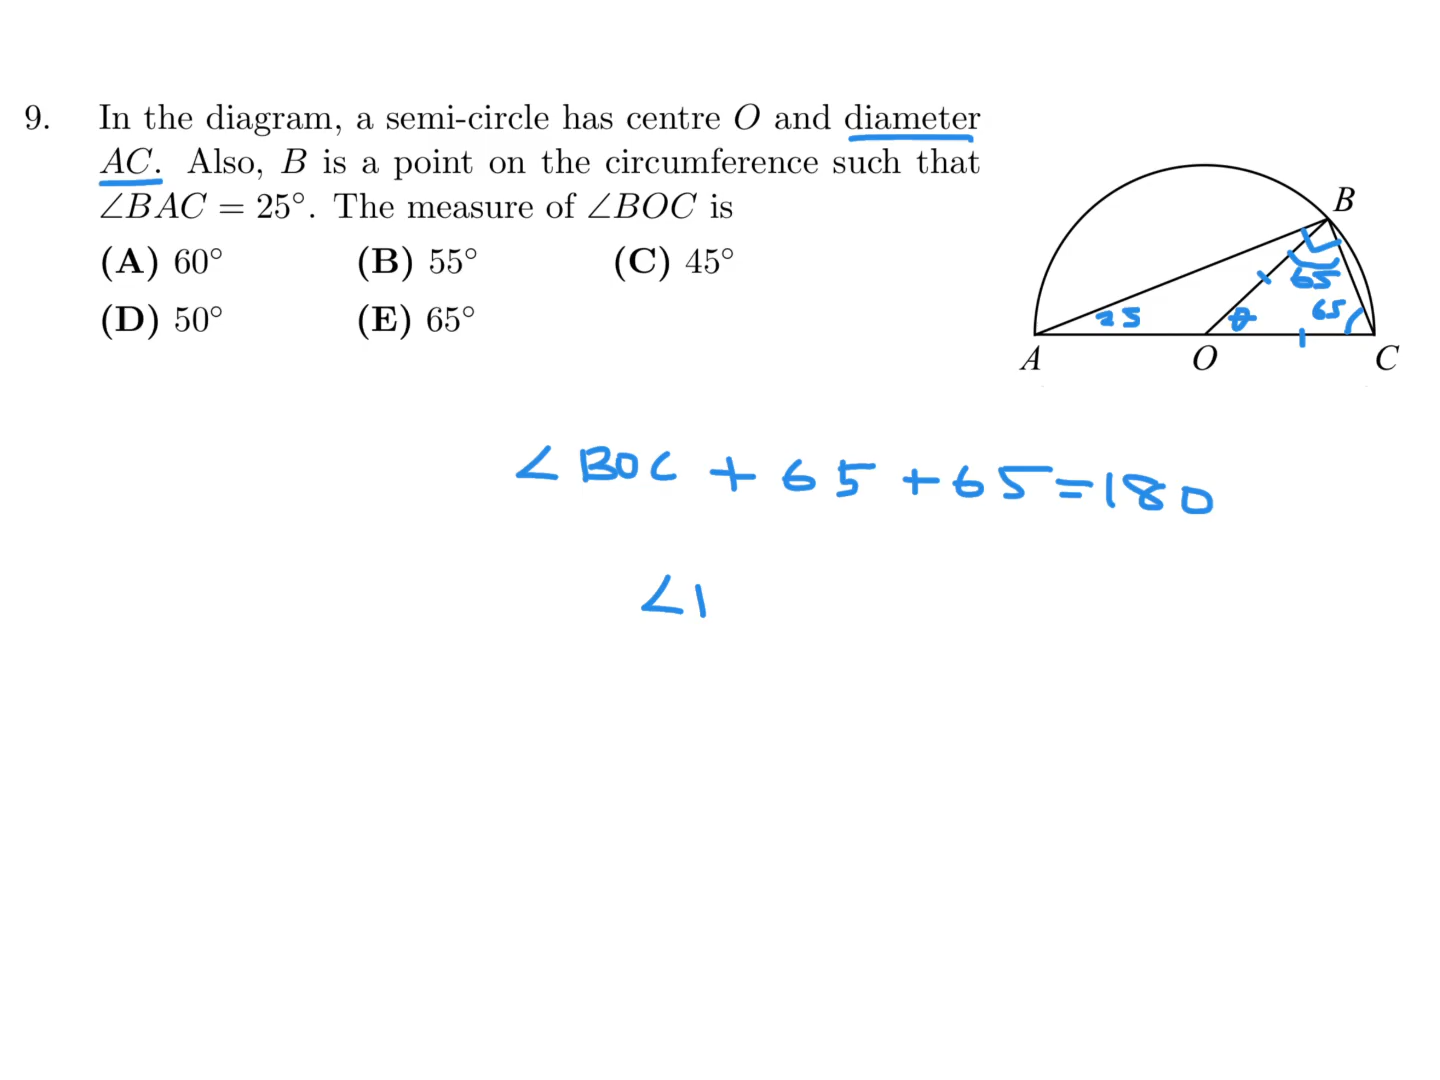 9. In the diagram, a semi-circle has centre O and diameter
AC. Also, B is a point on the circumference such that
∠BAC = 25°. The measure of ∠BOC is
(A) 60° (B) 55° (C) 45°
(D) 50° (E) 65°
B
65
25 θ 65
A O C
∠BOC + 65 + 65 = 180
∠